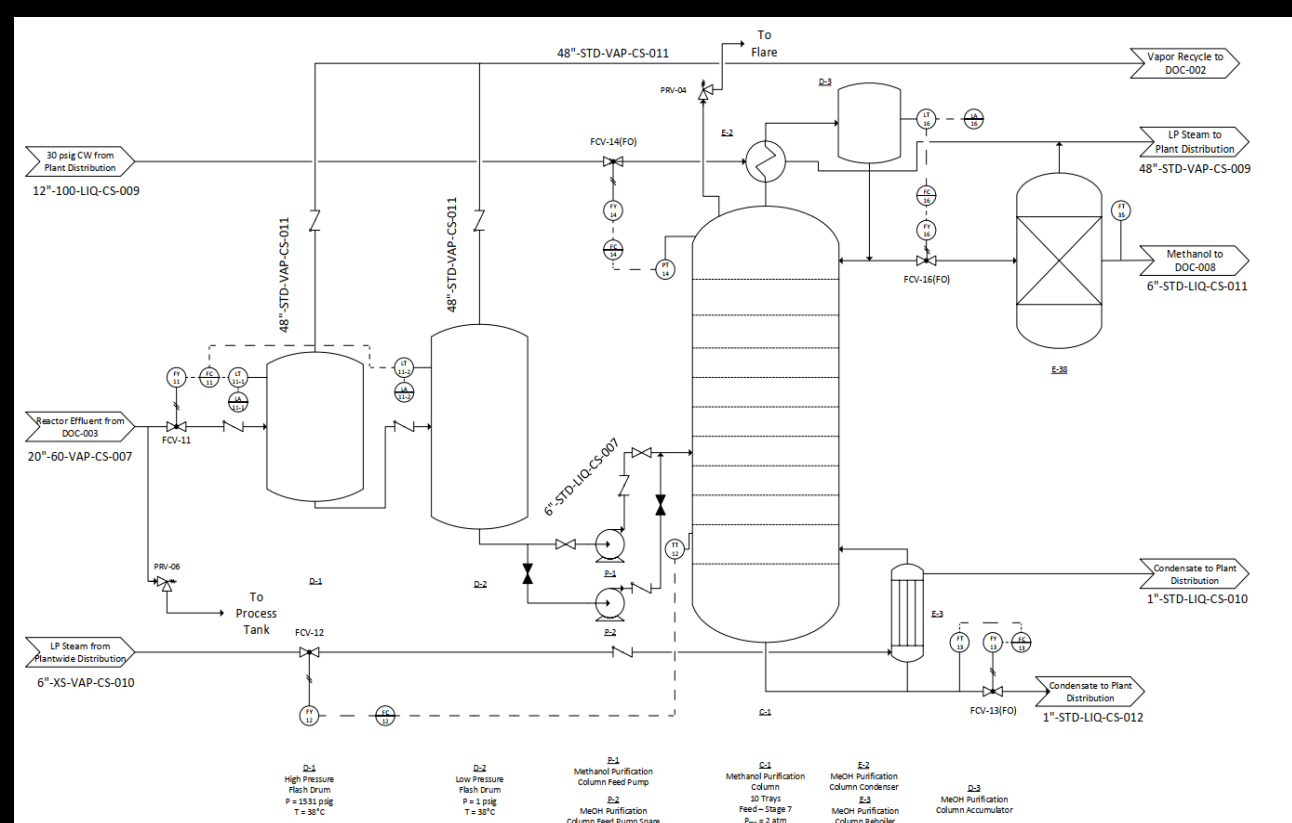 To
Flare
48"-STD-VAP-CS-011
Vapor Recycle to
DOC-002
PRV-04
D-3
E-2
LT
16
LA
16
30 psig CW from
Plant Distribution
12"-100-LIQ-CS-009
FCV-14(FO)
LP Steam to
Plant Distribution
48"-STD-VAP-CS-009
FY
14
FC
14
PT
14
FC
16
FY
16
FCV-16(FO)
FT
35
Methanol to
DOC-008
6"-STD-LIQ-CS-011
E-38
48"-STD-VAP-CS-011
48"-STD-VAP-CS-011
FY
11
FC
11
LT
11-1
LA
11-1
LT
11-2
LA
11-2
Reactor Effluent from
DOC-003
20"-60-VAP-CS-007
FCV-11
6"-STD-LIQ-CS-007
TT
12
P-1
P-2
D-1
D-2
PRV-06
To
Process
Tank
E-3
Condensate to Plant
Distribution
1"-STD-LIQ-CS-010
LP Steam from
Plantwide Distribution
6"-XS-VAP-CS-010
FCV-12
FY
12
FC
12
C-1
FT
13
FY
13
FC
13
FCV-13(FO)
Condensate to Plant
Distribution
1"-STD-LIQ-CS-012
D-1
High Pressure
Flash Drum
P = 1531 psig
T = 38°C
D-2
Low Pressure
Flash Drum
P = 1 psig
T = 38°C
P-1
Methanol Purification
Column Feed Pump
P-2
MeOH Purification
Column Feed Pump Spare
C-1
Methanol Purification
Column
10 Trays
Feed – Stage 7
= 2 atm
E-2
MeOH Purification
Column Condenser
E-3
MeOH Purification
Column Reboiler
D-3
MeOH Purification
Column Accumulator